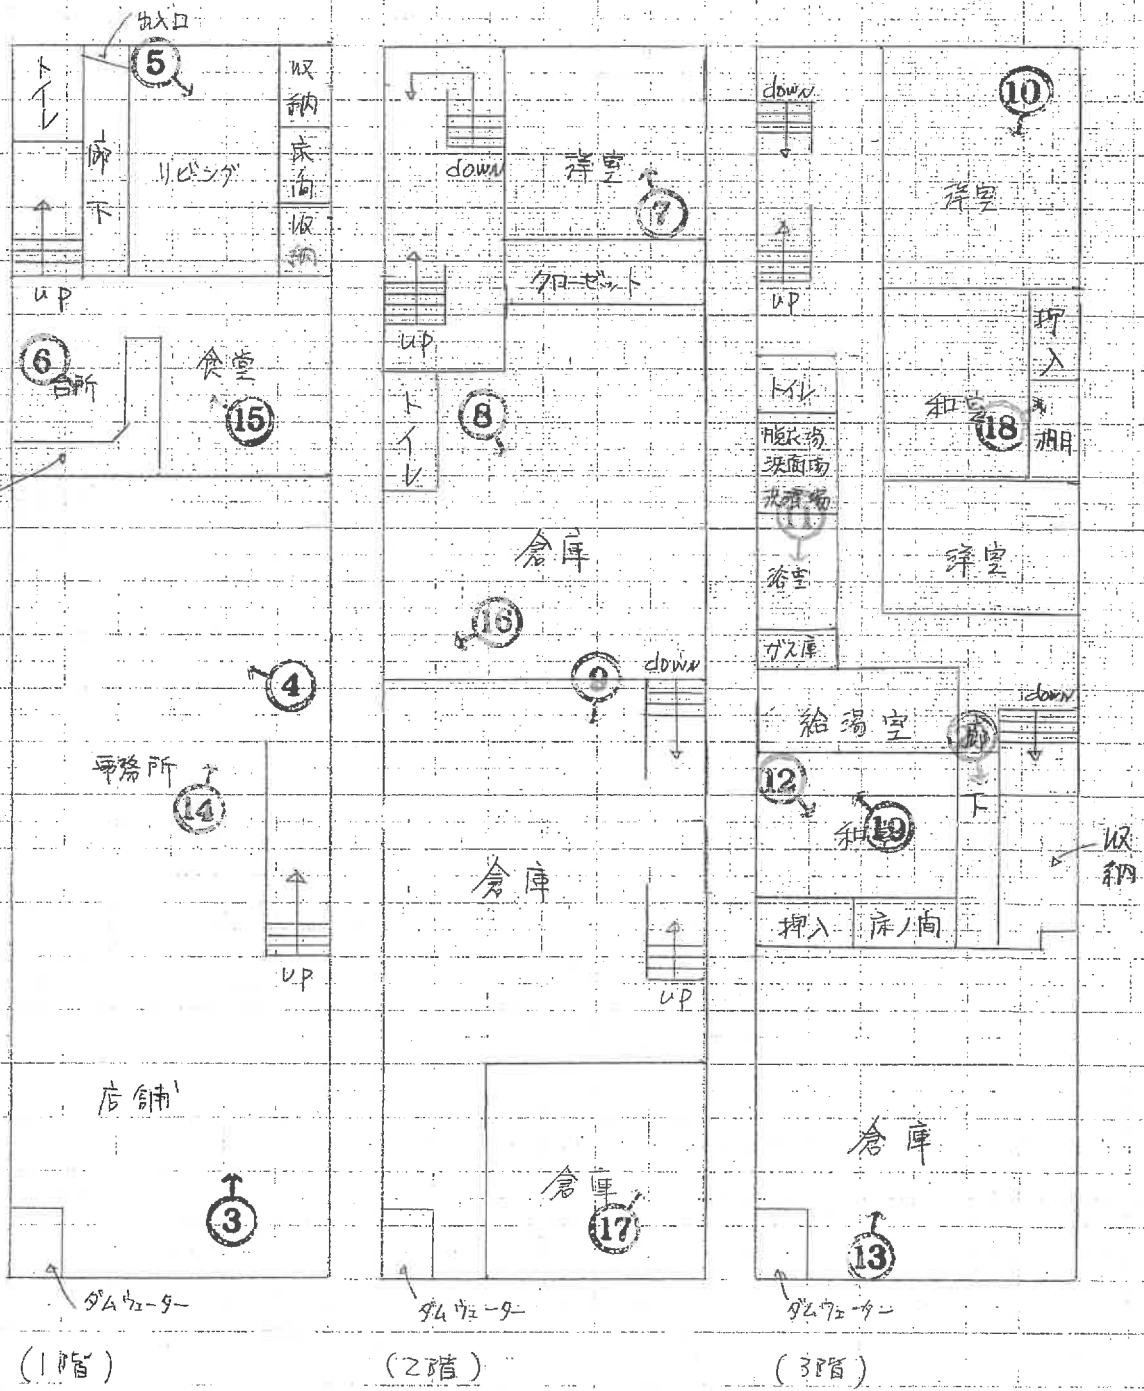 出入口
トイレ
⑤
収納
廊下
リビング
床間
収納
up
⑥
台所
食堂
⑮
④
事務所
⑭
up
店舗
③
ダムウェーター
(1階)
down
洋室
⑦
クローゼット
up
トイレ
⑧
倉庫
⑯
⑨
down
倉庫
up
倉庫
⑰
ダムウェーター
(2階)
down
⑩
洋室
up
押入
トイレ
和室
⑱
棚
脱衣場
洗面場
洗濯場
⑪
洋室
浴室
ガス庫
down
給湯室
廊下
⑫
和室
⑲
収納
押入
床ノ間
倉庫
⑬
ダムウェーター
(3階)